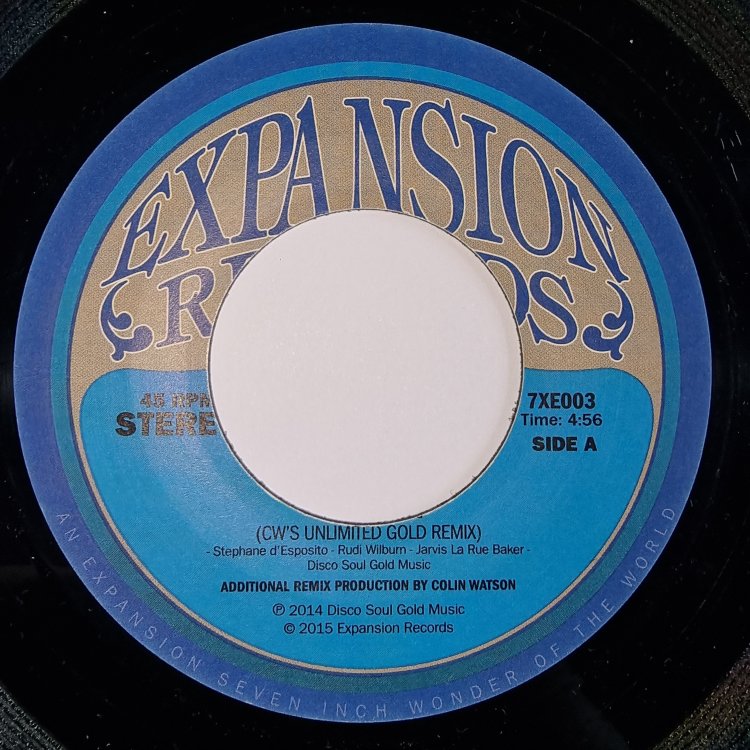 EXPANSION
45 RPM
STERE
7XE003
Time: 4:56
SIDE A
(CW'S UNLIMITED GOLD REMIX)
- Stephane d'Esposito - Rudi Wilburn - Jarvis La Rue Baker -
Disco Soul Gold Music
ADDITIONAL REMIX PRODUCTION BY COLIN WATSON
℗ 2014 Disco Soul Gold Music
© 2015 Expansion Records
AN EXPANSION SEVEN INCH WONDER OF THE WORLD